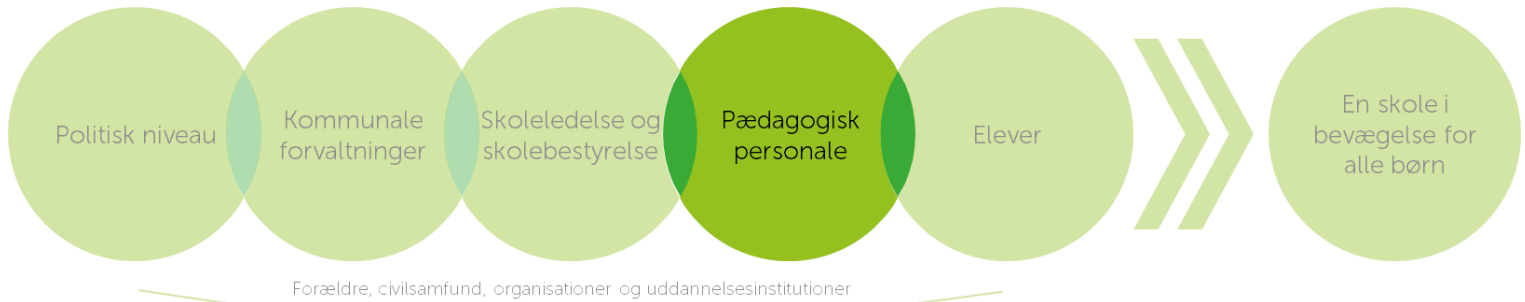 Politisk niveau
Kommunale
forvaltninger
Skoleledelse og
skolebestyrelse
Pædagogisk
personale
Elever
En skole i
bevægelse for
alle børn
Forældre, civilsamfund, organisationer og uddannelsesinstitutioner